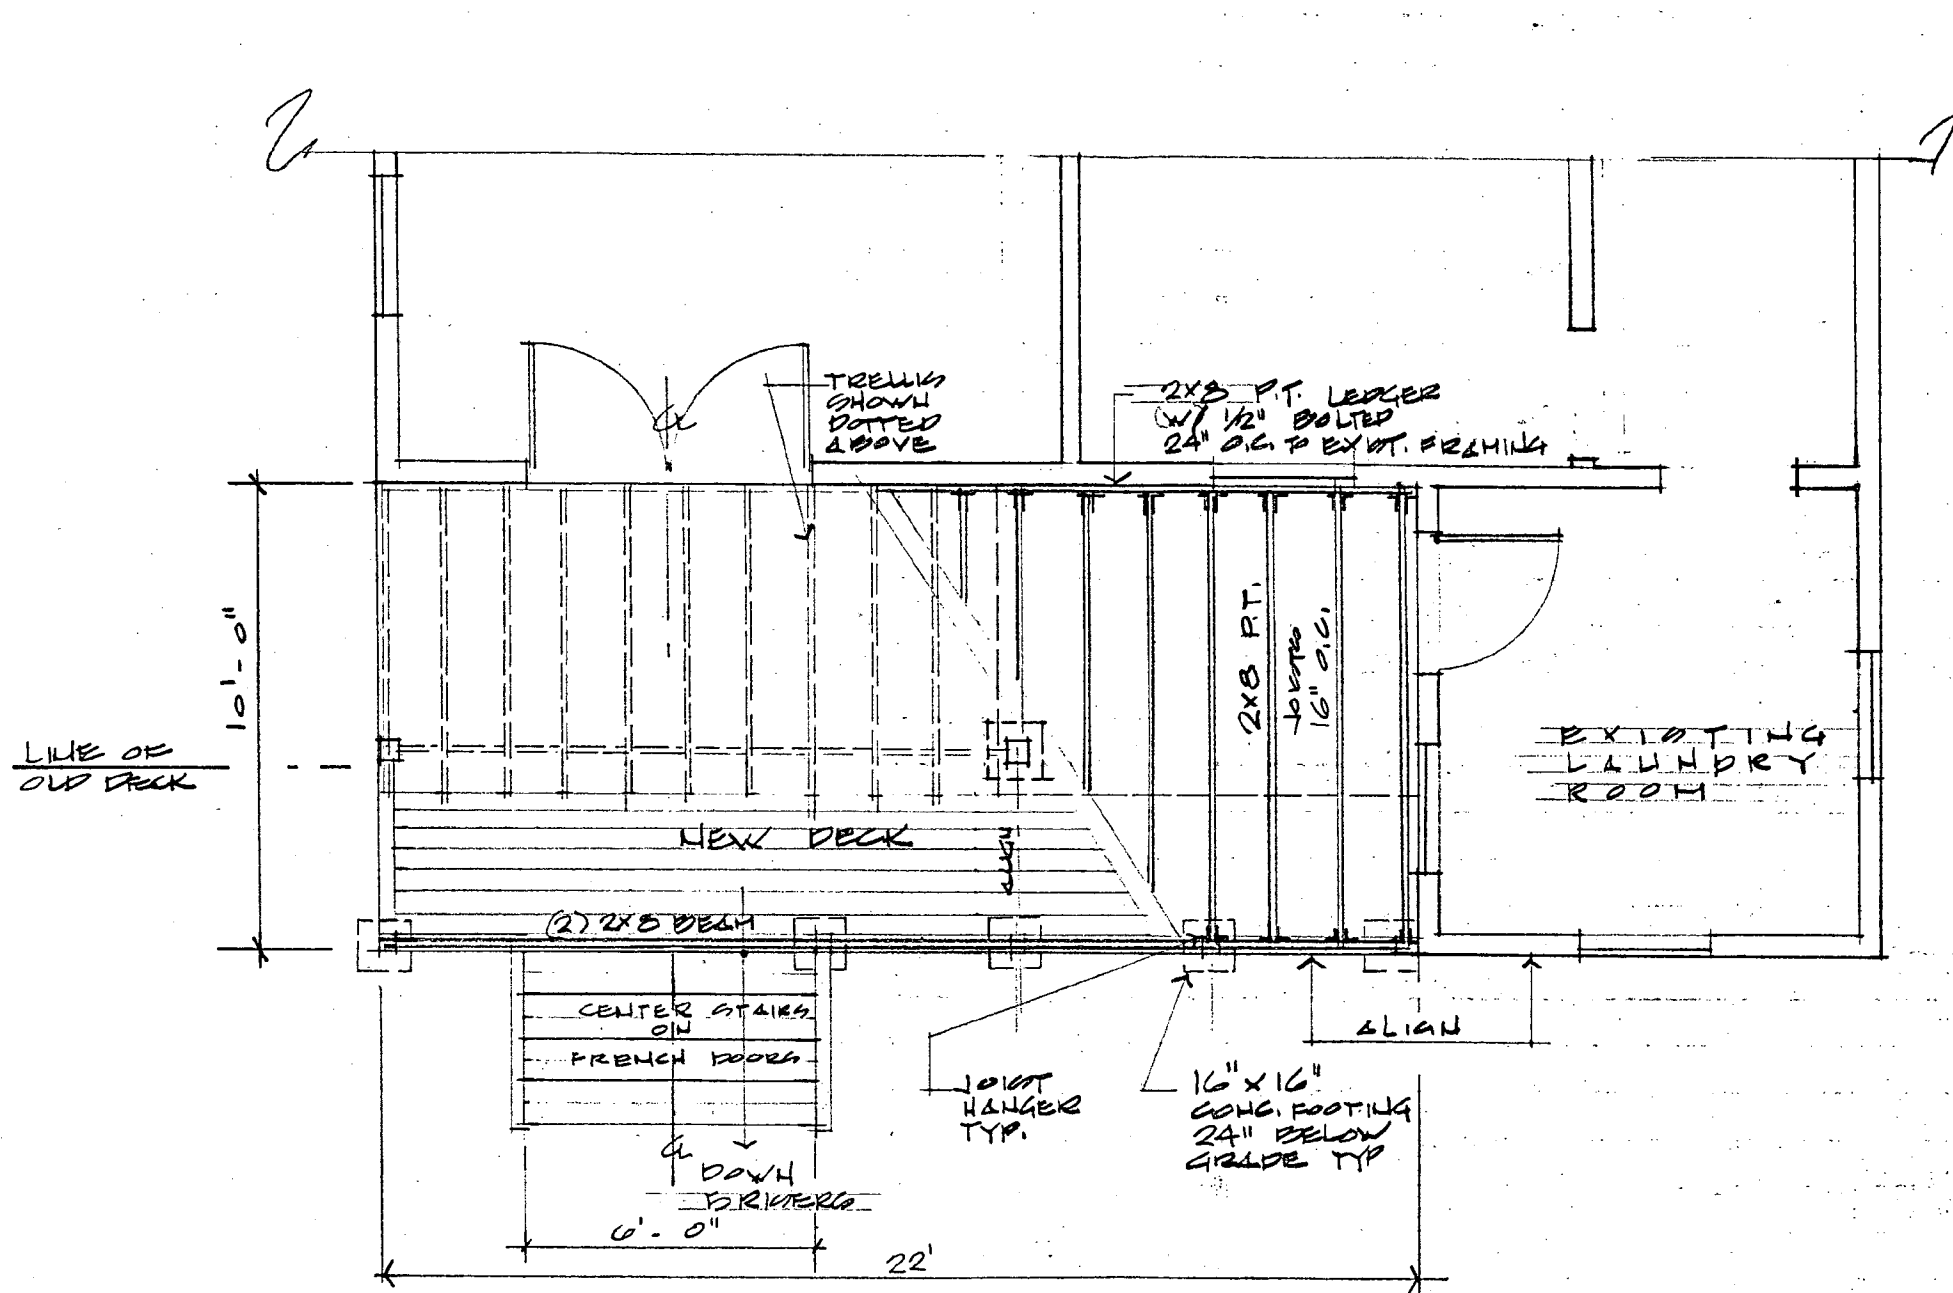 TRELLIS
SHOWN
DOTTED
ABOVE
2x8 P.T. LEDGER
(W/ 1/2" BOLTED
24" O.C. TO EXIST. FRAMING
10'-0"
2x8 P.T.
JOISTS
16" O.C.
LINE OF
OLD DECK
EXISTING
LAUNDRY
ROOM
NEW DECK
ALIGN
(2) 2x8 BEAM
CENTER STAIRS
ON
FRENCH DOORS
ALIGN
JOIST
HANGER
TYP.
16" x 16"
CONC. FOOTING
24" BELOW
GRADE TYP
DOWN
5 RISERS
6'-0"
22'